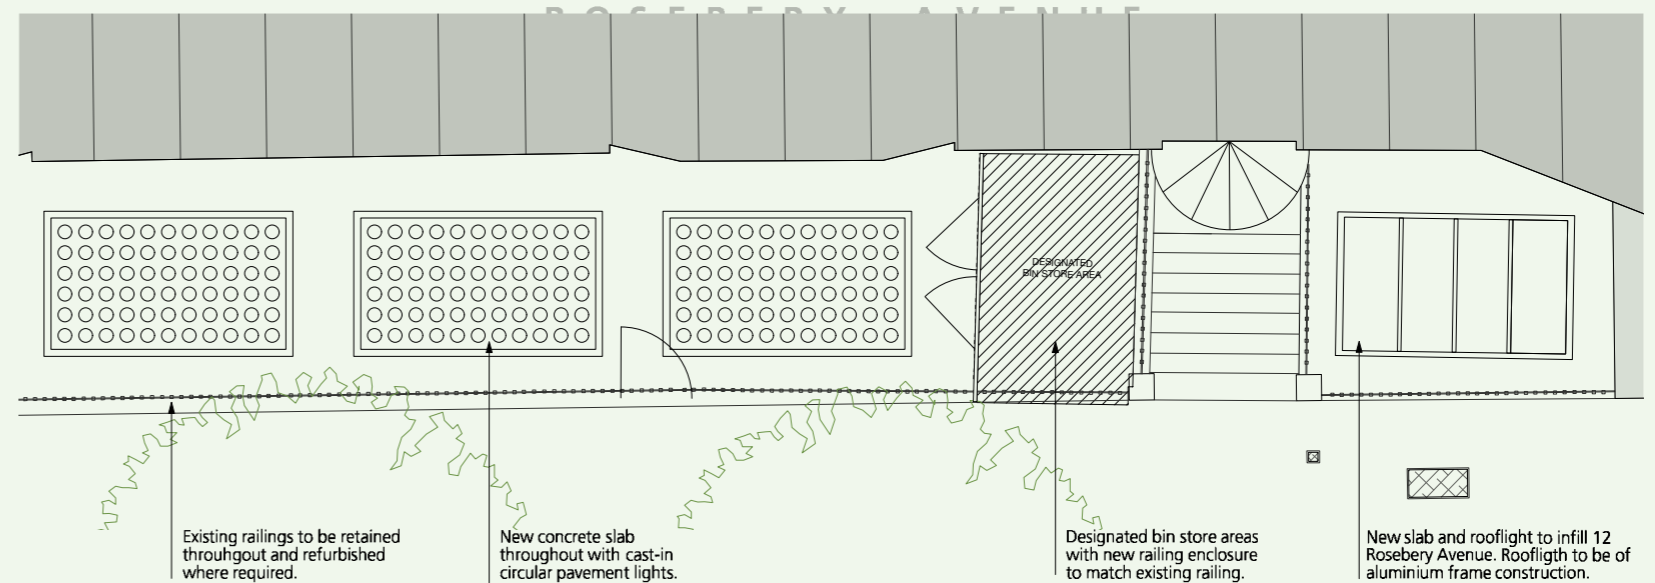 ROSEBERY AVENUE
DESIGNATED
BIN STORE AREA
Existing railings to be retained
throuhgout and refurbished
where required.
New concrete slab
throughout with cast-in
circular pavement lights.
Designated bin store areas
with new railing enclosure
to match existing railing.
New slab and rooflight to infill 12
Rosebery Avenue. Roofligth to be of
aluminium frame construction.